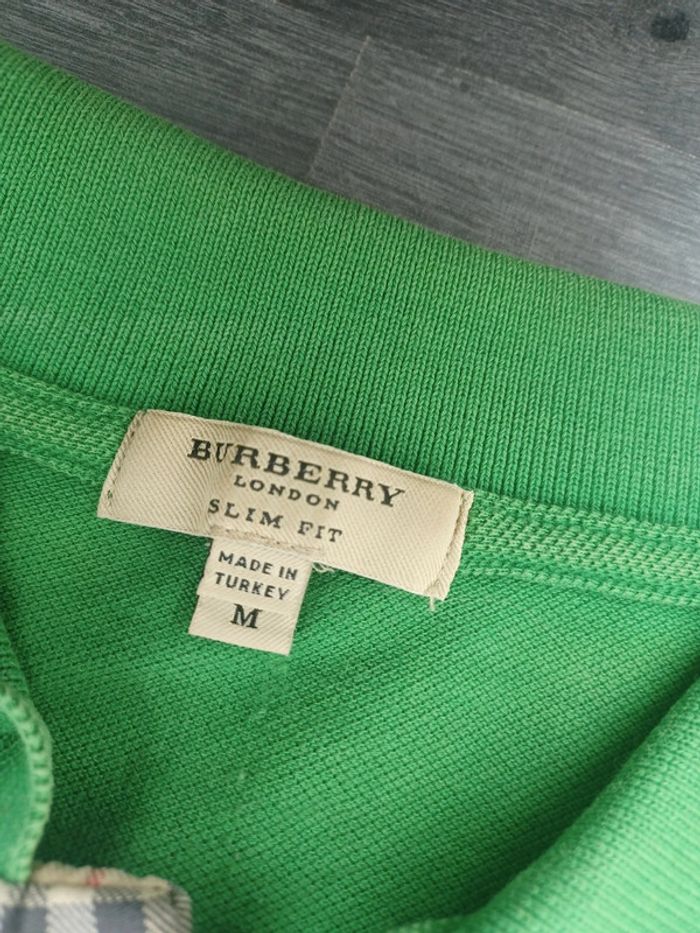 BURBERRY
LONDON
SLIM FIT
MADE IN
TURKEY
M